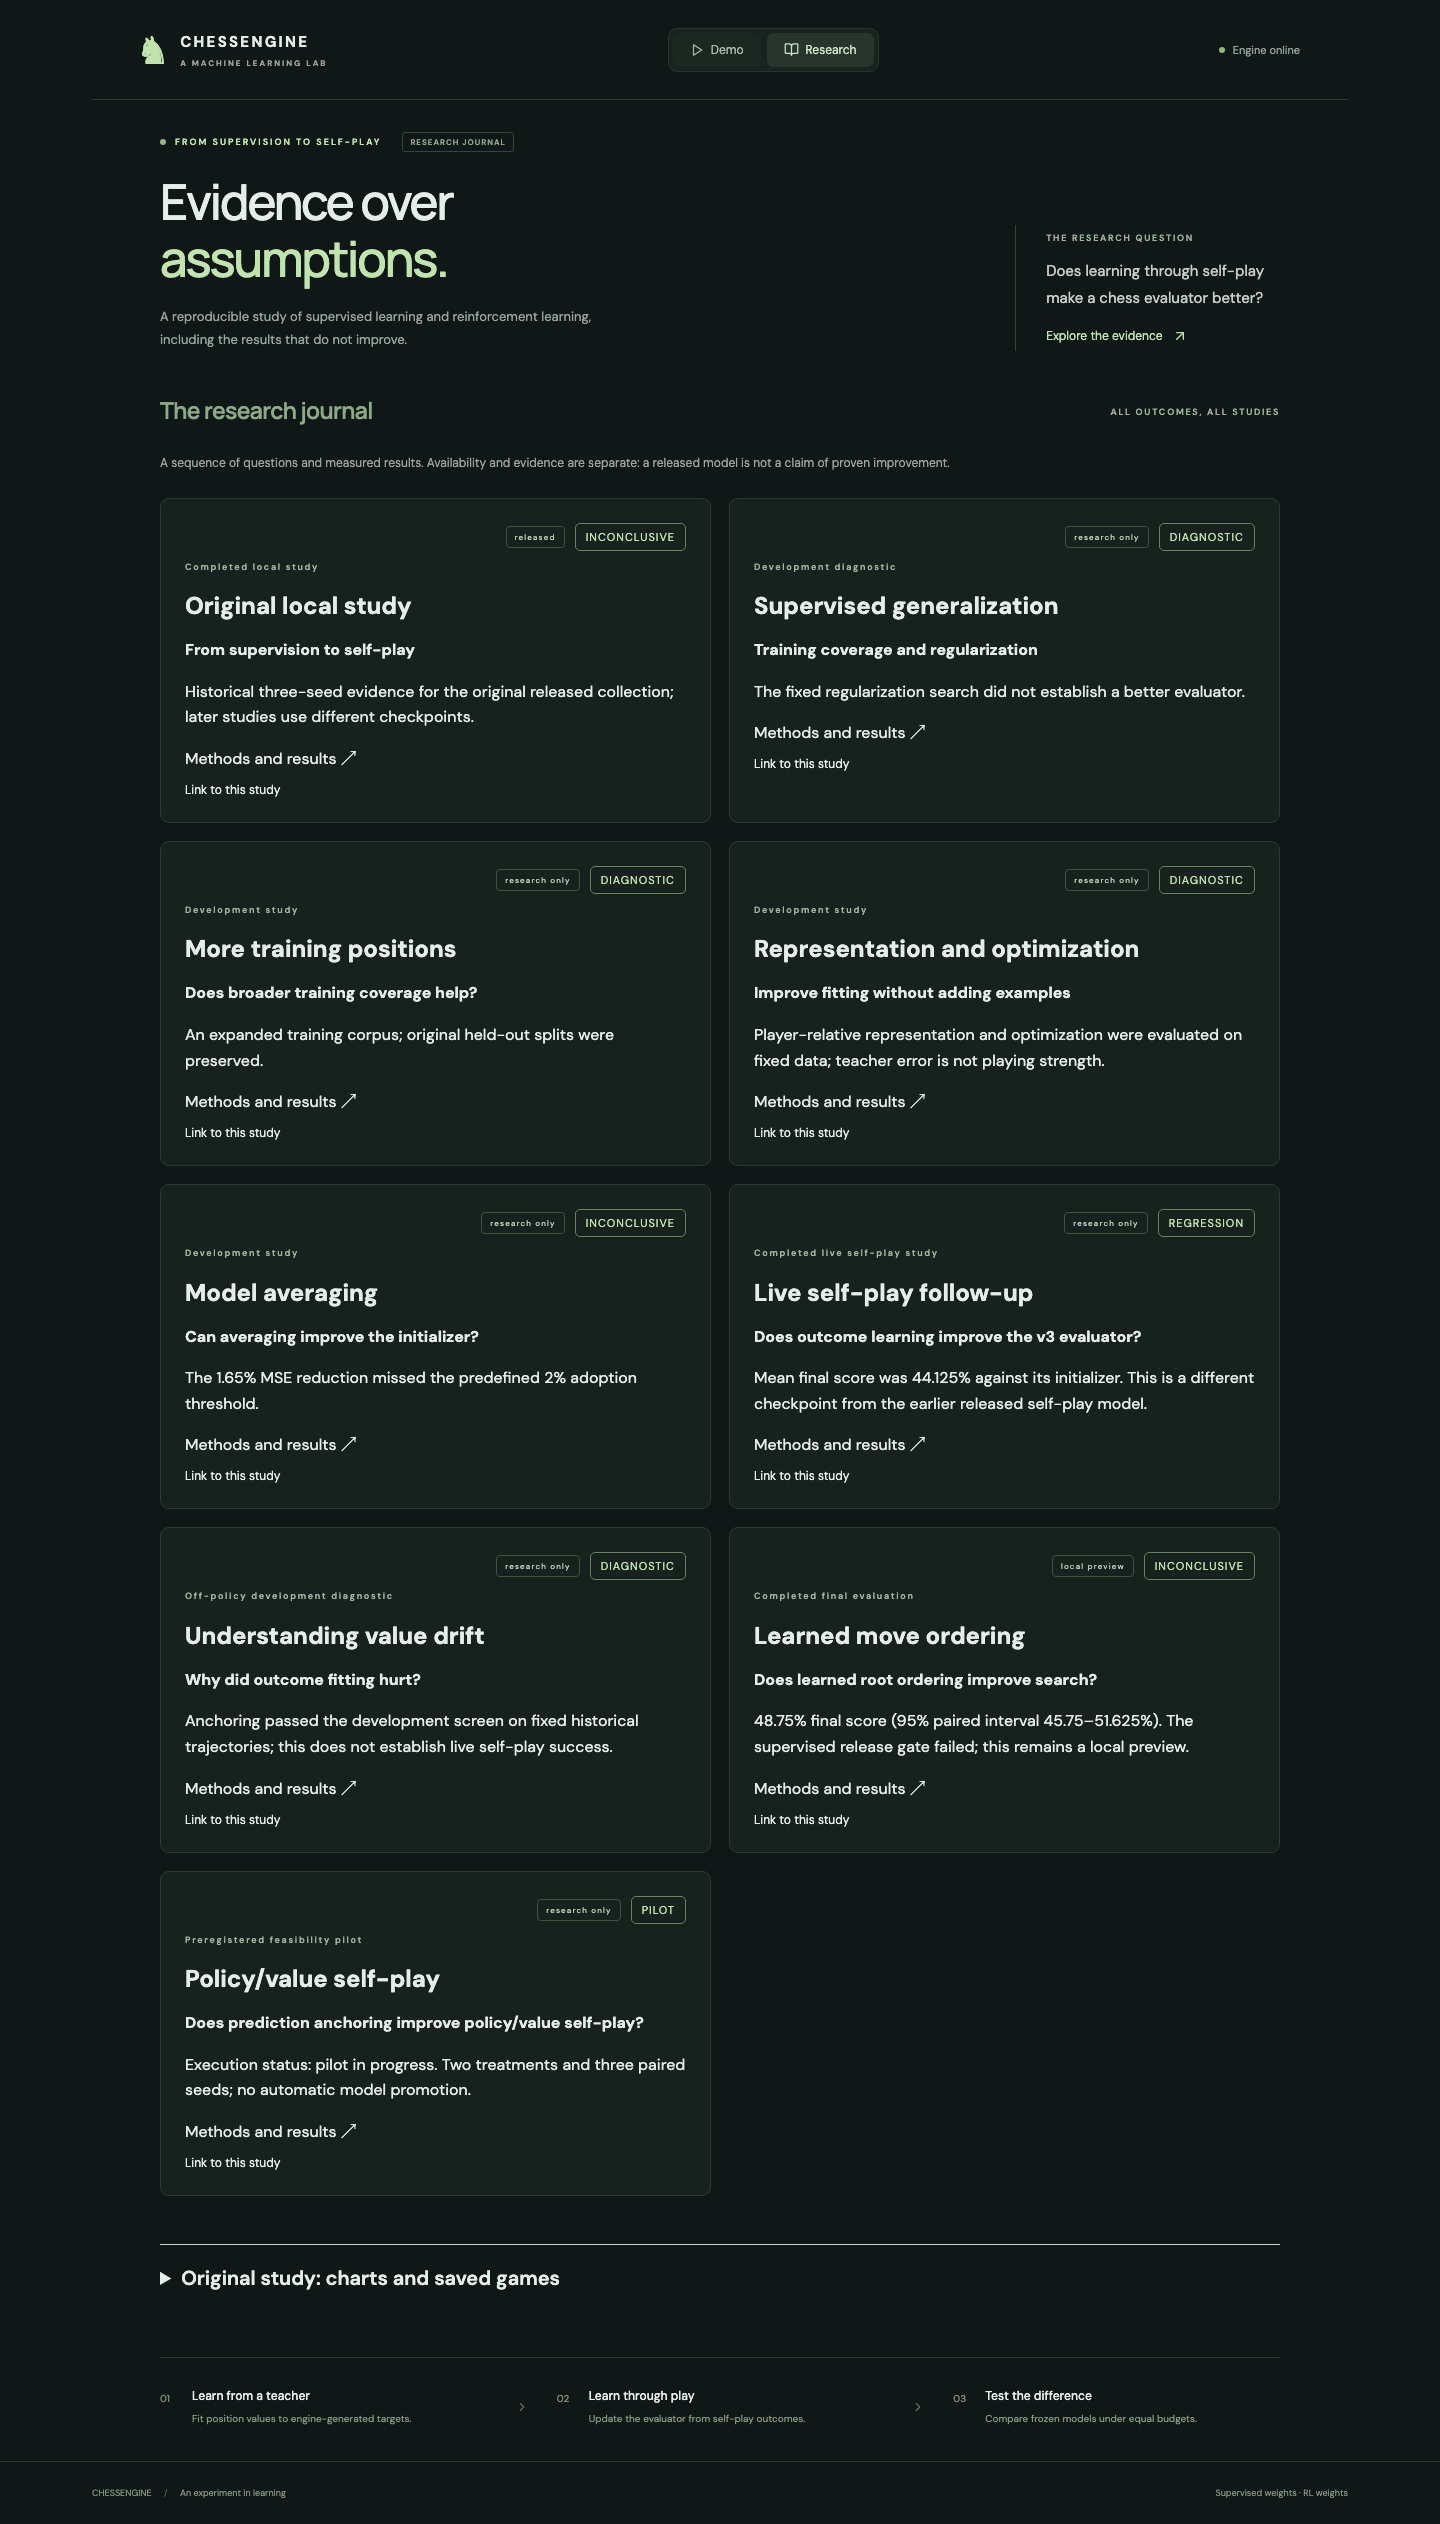 CHESSENGINE
A MACHINE LEARNING LAB
Demo
Research
Engine online
FROM SUPERVISION TO SELF-PLAY
RESEARCH JOURNAL
Evidence over
assumptions.
A reproducible study of supervised learning and reinforcement learning,
including the results that do not improve.
THE RESEARCH QUESTION
Does learning through self-play
make a chess evaluator better?
Explore the evidence
The research journal
ALL OUTCOMES, ALL STUDIES
A sequence of questions and measured results. Availability and evidence are separate: a released model is not a claim of proven improvement.
released
INCONCLUSIVE
Completed local study
Original local study
From supervision to self-play
Historical three-seed evidence for the original released collection;
later studies use different checkpoints.
Methods and results ↗
Link to this study
research only
DIAGNOSTIC
Development diagnostic
Supervised generalization
Training coverage and regularization
The fixed regularization search did not establish a better evaluator.
Methods and results ↗
Link to this study
research only
DIAGNOSTIC
Development study
More training positions
Does broader training coverage help?
An expanded training corpus; original held-out splits were
preserved.
Methods and results ↗
Link to this study
research only
DIAGNOSTIC
Development study
Representation and optimization
Improve fitting without adding examples
Player-relative representation and optimization were evaluated on
fixed data; teacher error is not playing strength.
Methods and results ↗
Link to this study
research only
INCONCLUSIVE
Development study
Model averaging
Can averaging improve the initializer?
The 1.65% MSE reduction missed the predefined 2% adoption
threshold.
Methods and results ↗
Link to this study
research only
REGRESSION
Completed live self-play study
Live self-play follow-up
Does outcome learning improve the v3 evaluator?
Mean final score was 44.125% against its initializer. This is a different
checkpoint from the earlier released self-play model.
Methods and results ↗
Link to this study
research only
DIAGNOSTIC
Off-policy development diagnostic
Understanding value drift
Why did outcome fitting hurt?
Anchoring passed the development screen on fixed historical
trajectories; this does not establish live self-play success.
Methods and results ↗
Link to this study
local preview
INCONCLUSIVE
Completed final evaluation
Learned move ordering
Does learned root ordering improve search?
48.75% final score (95% paired interval 45.75–51.625%). The
supervised release gate failed; this remains a local preview.
Methods and results ↗
Link to this study
research only
PILOT
Preregistered feasibility pilot
Policy/value self-play
Does prediction anchoring improve policy/value self-play?
Execution status: pilot in progress. Two treatments and three paired
seeds; no automatic model promotion.
Methods and results ↗
Link to this study
Original study: charts and saved games
01
Learn from a teacher
Fit position values to engine-generated targets.
02
Learn through play
Update the evaluator from self-play outcomes.
03
Test the difference
Compare frozen models under equal budgets.
CHESSENGINE / An experiment in learning
Supervised weights · RL weights